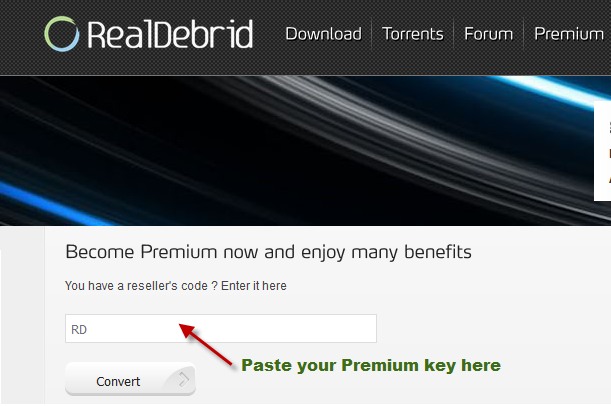 RealDebrid Download Torrents Forum Premium
Become Premium now and enjoy many benefits
You have a reseller's code ? Enter it here
RD
Paste your Premium key here
Convert